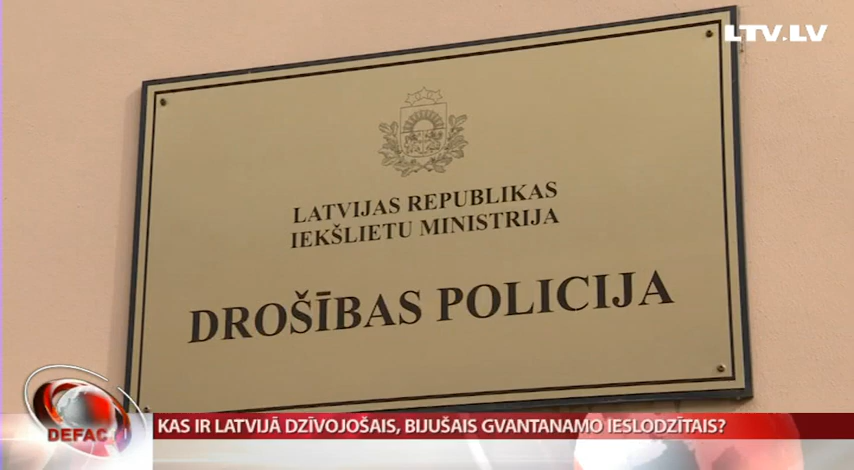 LTV.LV
LATVIJAS REPUBLIKAS
IEKŠLIETU MINISTRIJA
DROŠĪBAS POLICIJA
DEFAC
KAS IR LATVIJĀ DZĪVOJOŠAIS, BIJUŠAIS GVANTANAMO IESLODZĪTAIS?